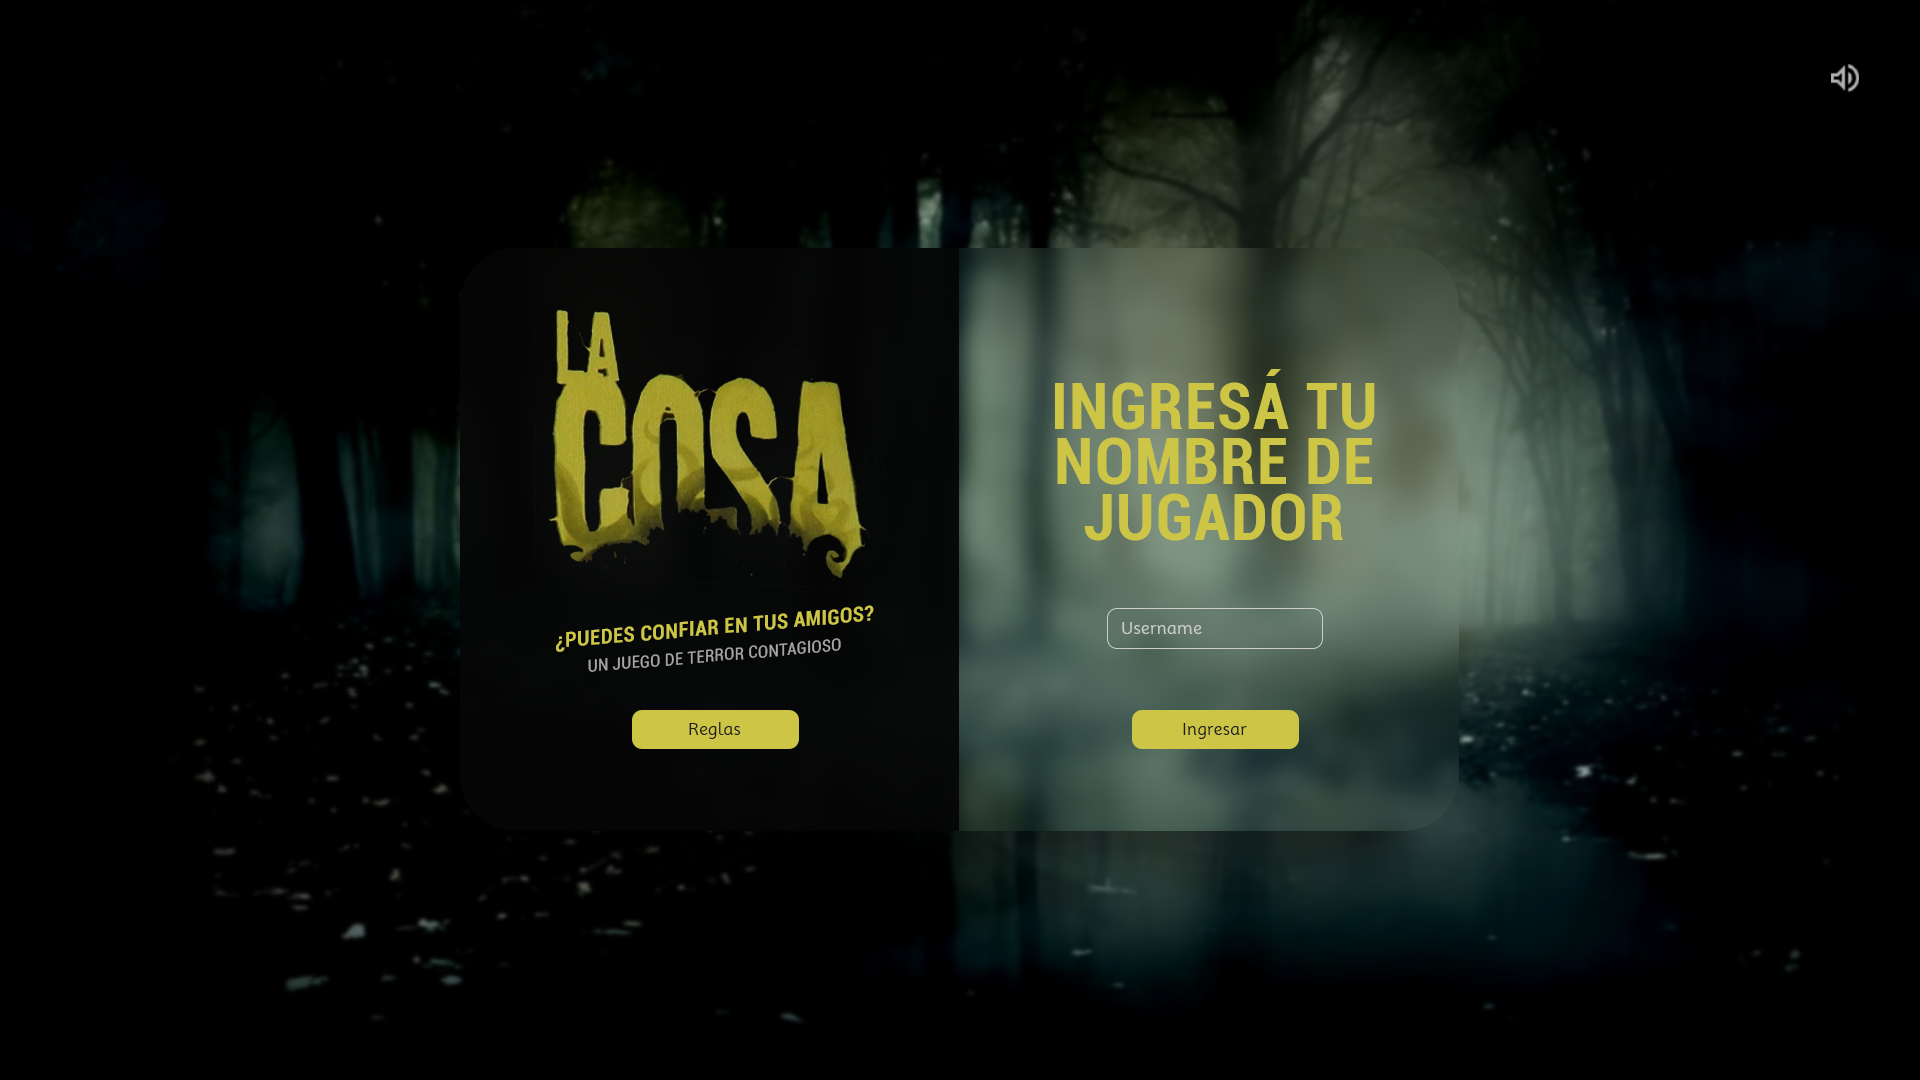 LA
COSA
¿PUEDES CONFIAR EN TUS AMIGOS?
UN JUEGO DE TERROR CONTAGIOSO
Reglas
INGRESÁ TU
NOMBRE DE
JUGADOR
Username
Ingresar